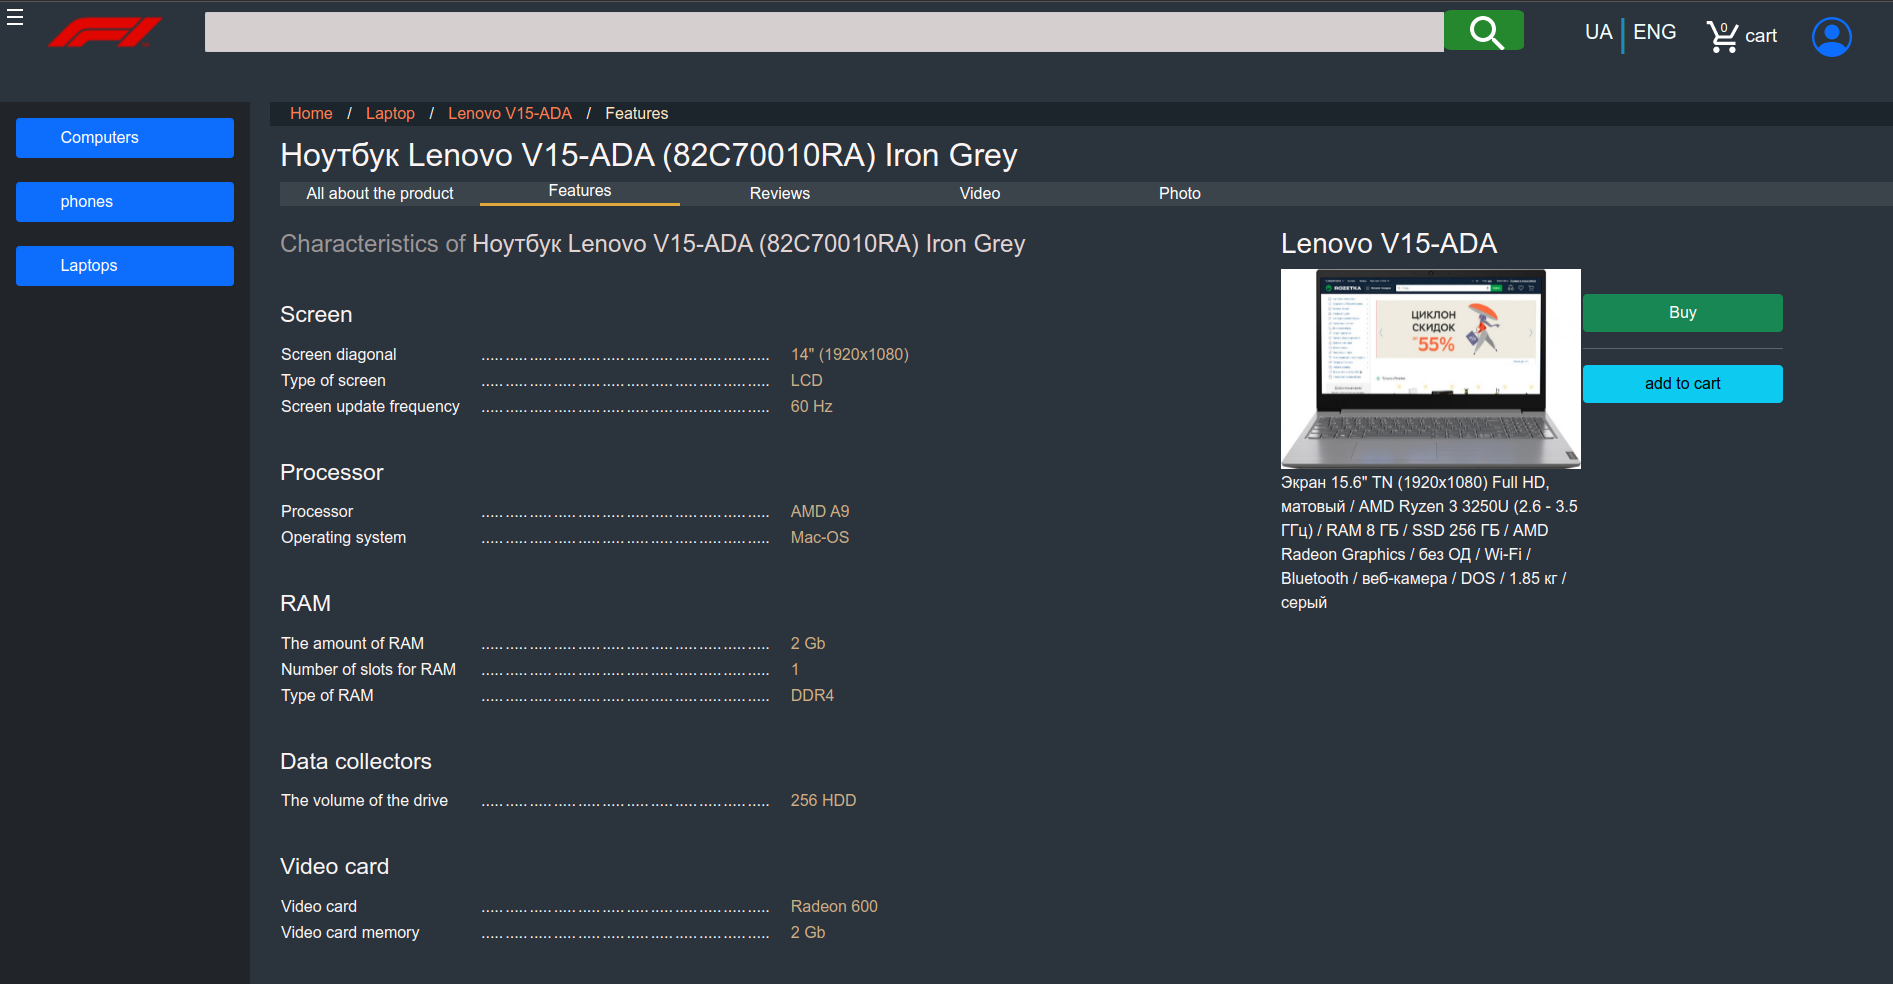 UA ENG 0 cart
Computers
phones
Laptops
Home / Laptop / Lenovo V15-ADA / Features
Ноутбук Lenovo V15-ADA (82C70010RA) Iron Grey
All about the product Features Reviews Video Photo
Characteristics of Ноутбук Lenovo V15-ADA (82C70010RA) Iron Grey
Screen
Screen diagonal ............................................................ 14" (1920x1080)
Type of screen ............................................................ LCD
Screen update frequency ............................................................ 60 Hz
Processor
Processor ............................................................ AMD A9
Operating system ............................................................ Mac-OS
RAM
The amount of RAM ............................................................ 2 Gb
Number of slots for RAM ............................................................ 1
Type of RAM ............................................................ DDR4
Data collectors
The volume of the drive ............................................................ 256 HDD
Video card
Video card ............................................................ Radeon 600
Video card memory ............................................................ 2 Gb
Lenovo V15-ADA
ROZETKA
ЦИКЛОН
СКИДОК
55%
Экран 15.6" TN (1920x1080) Full HD,
матовый / AMD Ryzen 3 3250U (2.6 - 3.5
ГГц) / RAM 8 ГБ / SSD 256 ГБ / AMD
Radeon Graphics / без ОД / Wi-Fi /
Bluetooth / веб-камера / DOS / 1.85 кг /
серый
Buy
add to cart